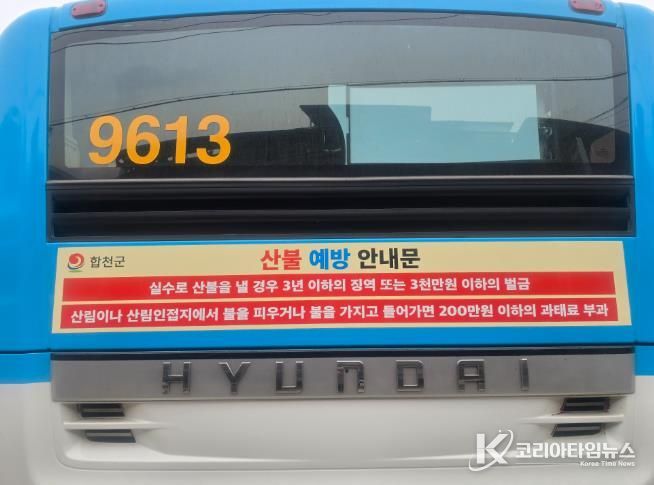 9613
합천군
산불 예방 안내문
실수로 산불을 낼 경우 3년 이하의 징역 또는 3천만원 이하의 벌금
산림이나 산림인접지에서 불을 피우거나 불을 가지고 들어가면 200만원 이하의 과태료 부과
HYUNDAI
K 코리아타임뉴스
Korea Time News